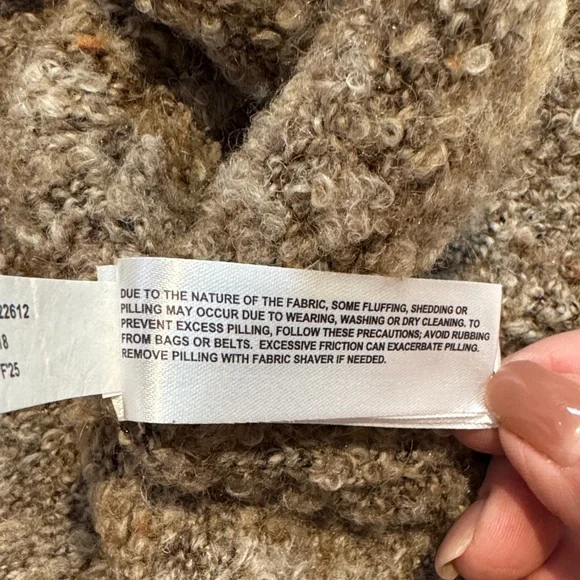 22612
18
F25
DUE TO THE NATURE OF THE FABRIC, SOME FLUFFING, SHEDDING OR
PILLING MAY OCCUR DUE TO WEARING, WASHING OR DRY CLEANING. TO
PREVENT EXCESS PILLING, FOLLOW THESE PRECAUTIONS; AVOID RUBBING
FROM BAGS OR BELTS. EXCESSIVE FRICTION CAN EXACERBATE PILLING.
REMOVE PILLING WITH FABRIC SHAVER IF NEEDED.